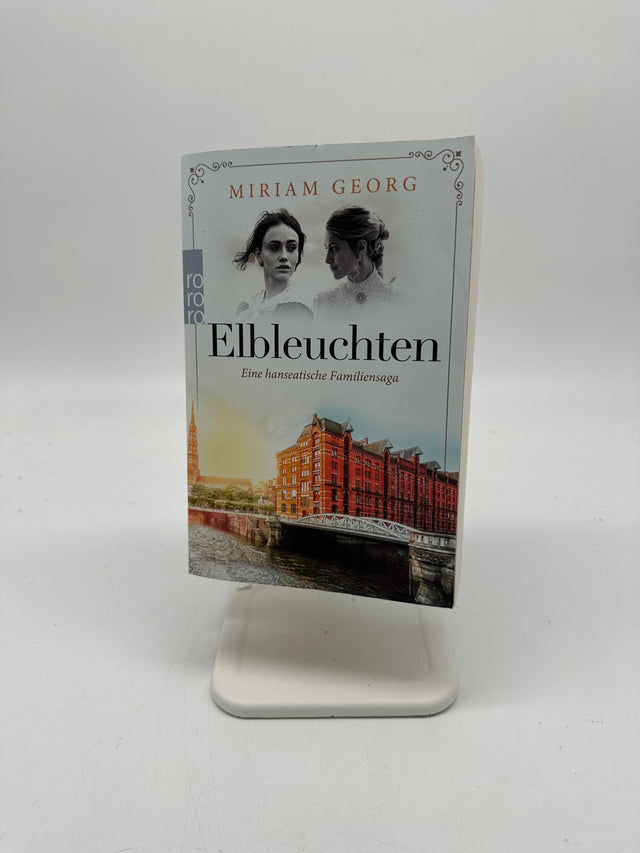 MIRIAM GEORG
ro
ro
ro
Elbleuchten
Eine hanseatische Familiensaga